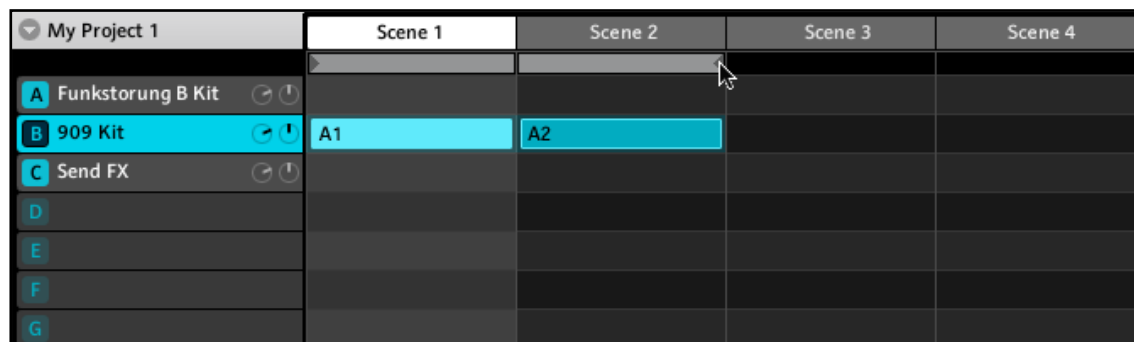 My Project 1 Scene 1 Scene 2 Scene 3 Scene 4
A Funkstorung B Kit
B 909 Kit A1 A2
C Send FX
D
E
F
G